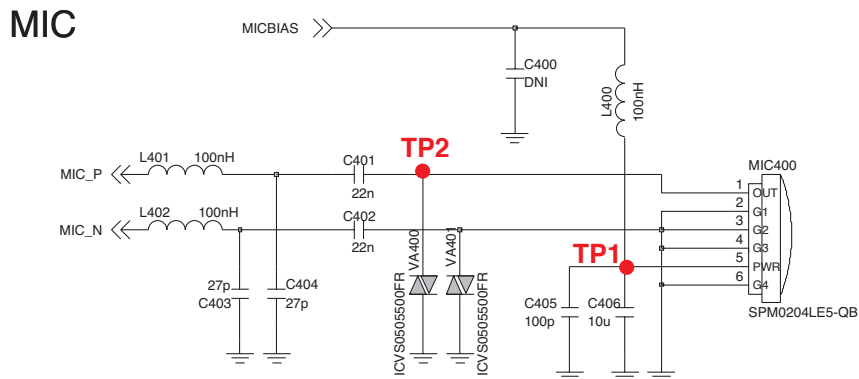 MIC
MICBIAS
C400
DNI
L400
100nH
TP2
MIC400
L401
100nH
C401
MIC_P
22n
1
OUT
L402
100nH
C402
2
G1
MIC_N
22n
3
G2
VA400
VA401
4
G3
TP1
5
PWR
27p
C403
C404
27p
6
G4
ICVS0505500FR
ICVS0505500FR
C405
100p
C406
10u
SPM0204LE5-QB